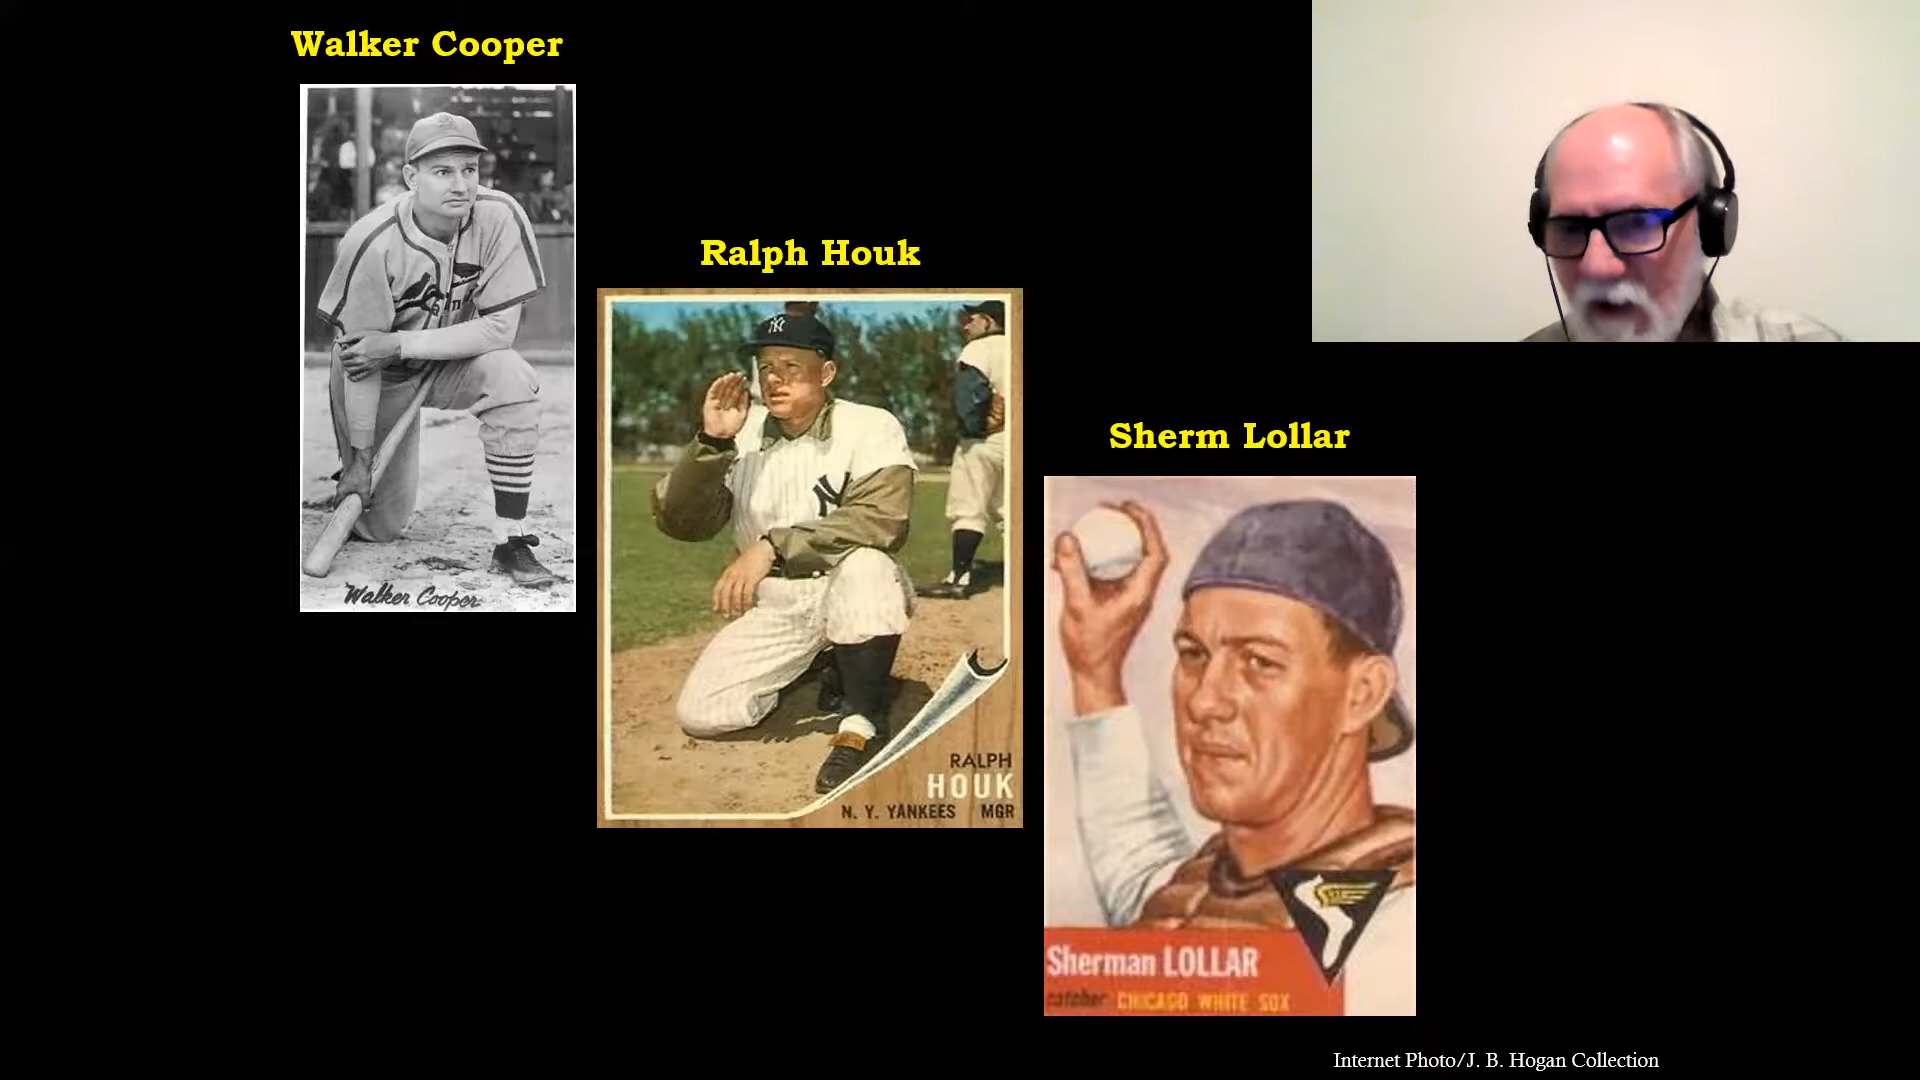 Walker Cooper
Walker Cooper
Ralph Houk
RALPH
HOUK
N. Y. YANKEES MGR
Sherm Lollar
Sherman LOLLAR
catcher CHICAGO WHITE SOX
Internet Photo/J. B. Hogan Collection